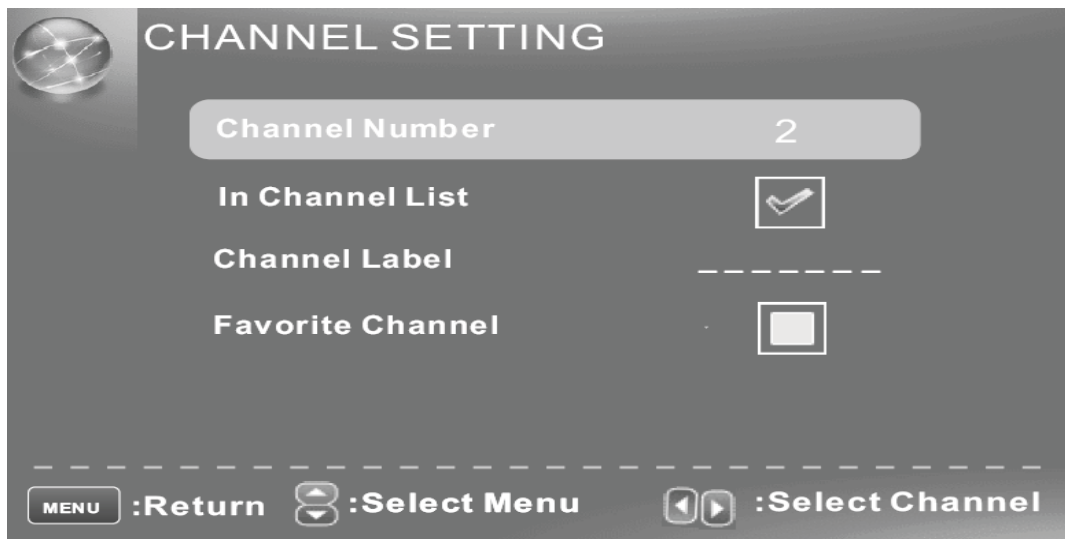 CHANNEL SETTING
Channel Number 2
In Channel List
Channel Label _ _ _ _ _ _ _
Favorite Channel
MENU :Return :Select Menu :Select Channel